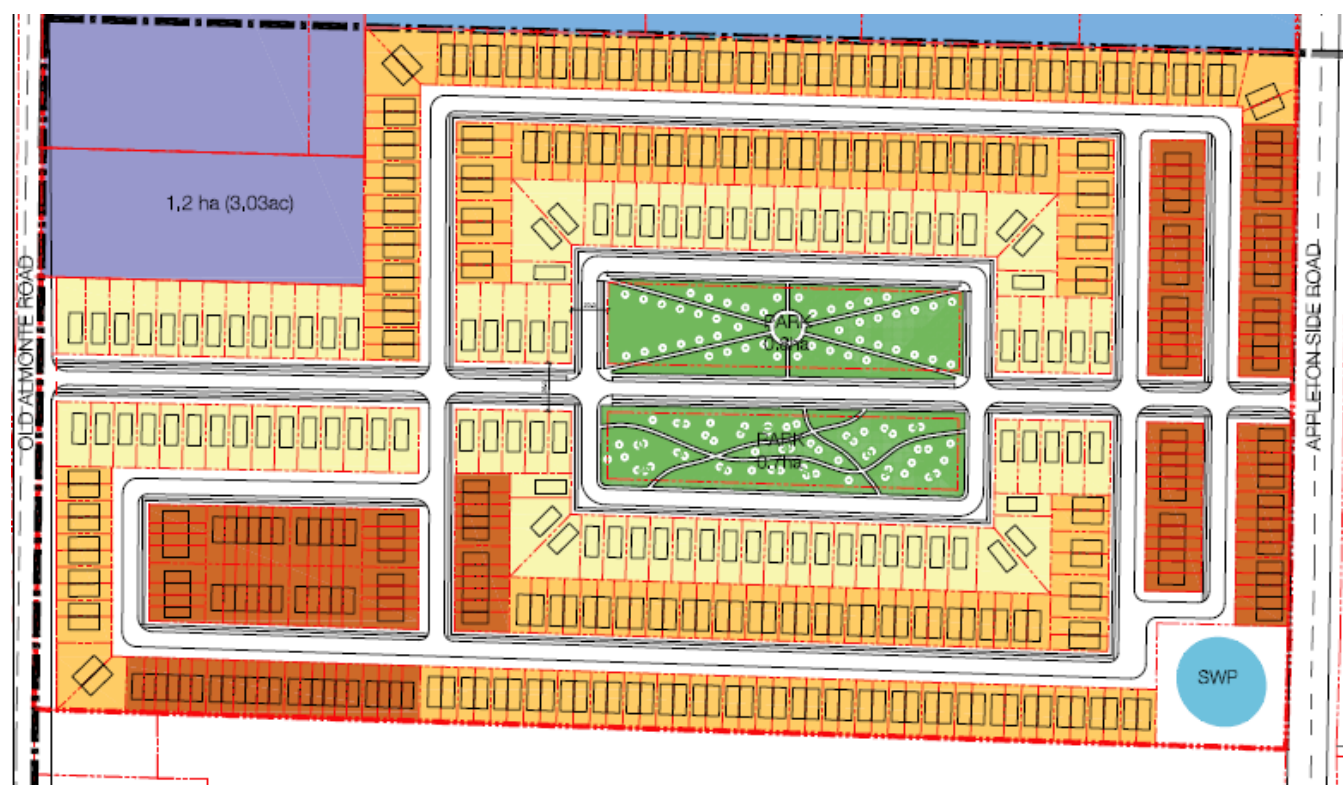 1,2 ha (3,03ac)
OLD ALMONTE ROAD
APPLETON SIDE ROAD
PARK
PARK
SWP